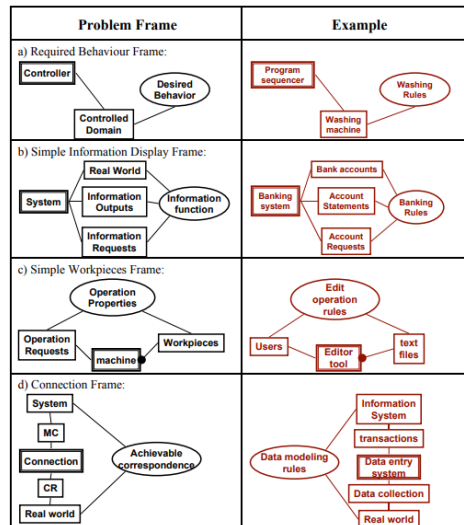 Problem Frame
Example
a) Required Behaviour Frame:
Controller
Desired
Behavior
Controlled
Domain
Program
sequencer
Washing
Rules
Washing
machine
b) Simple Information Display Frame:
Real World
System
Information
Outputs
Information
function
Information
Requests
Bank accounts
Banking
system
Account
Statements
Banking
Rules
Account
Requests
c) Simple Workpieces Frame:
Operation
Properties
Operation
Requests
Workpieces
machine
Edit
operation
rules
Users
text
files
Editor
tool
d) Connection Frame:
System
MC
Connection
Achievable
correspondence
CR
Real world
Information
System
transactions
Data modeling
rules
Data entry
system
Data collection
Real world